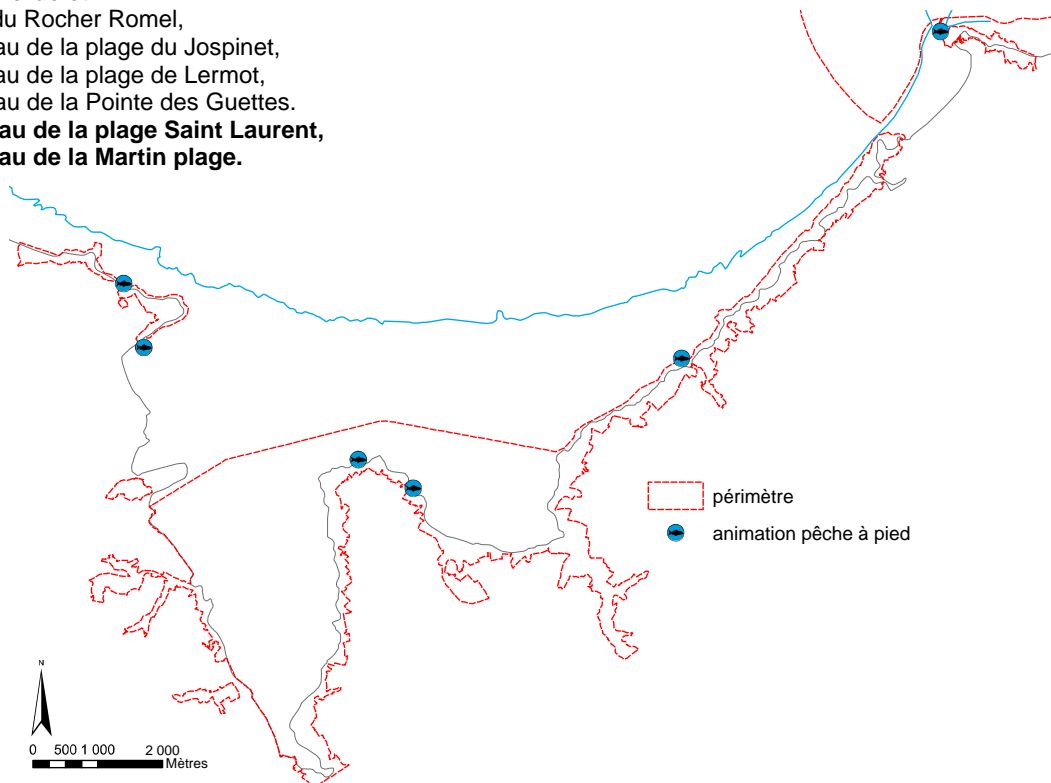 du Rocher Romel,
au de la plage du Jospinet,
au de la plage de Lermot,
au de la Pointe des Guettes.
au de la plage Saint Laurent,
au de la Martin plage.
périmètre
animation pêche à pied
N
0 500 1 000 2 000
Mètres